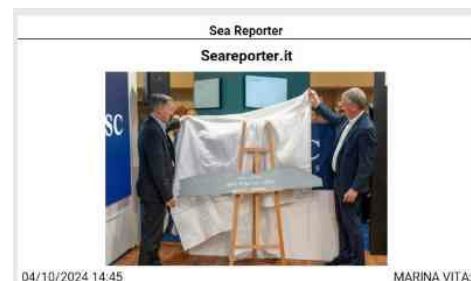 Sea Reporter
Seareporter.it
SC
C
04/10/2024 14:45
MARINA VITA: